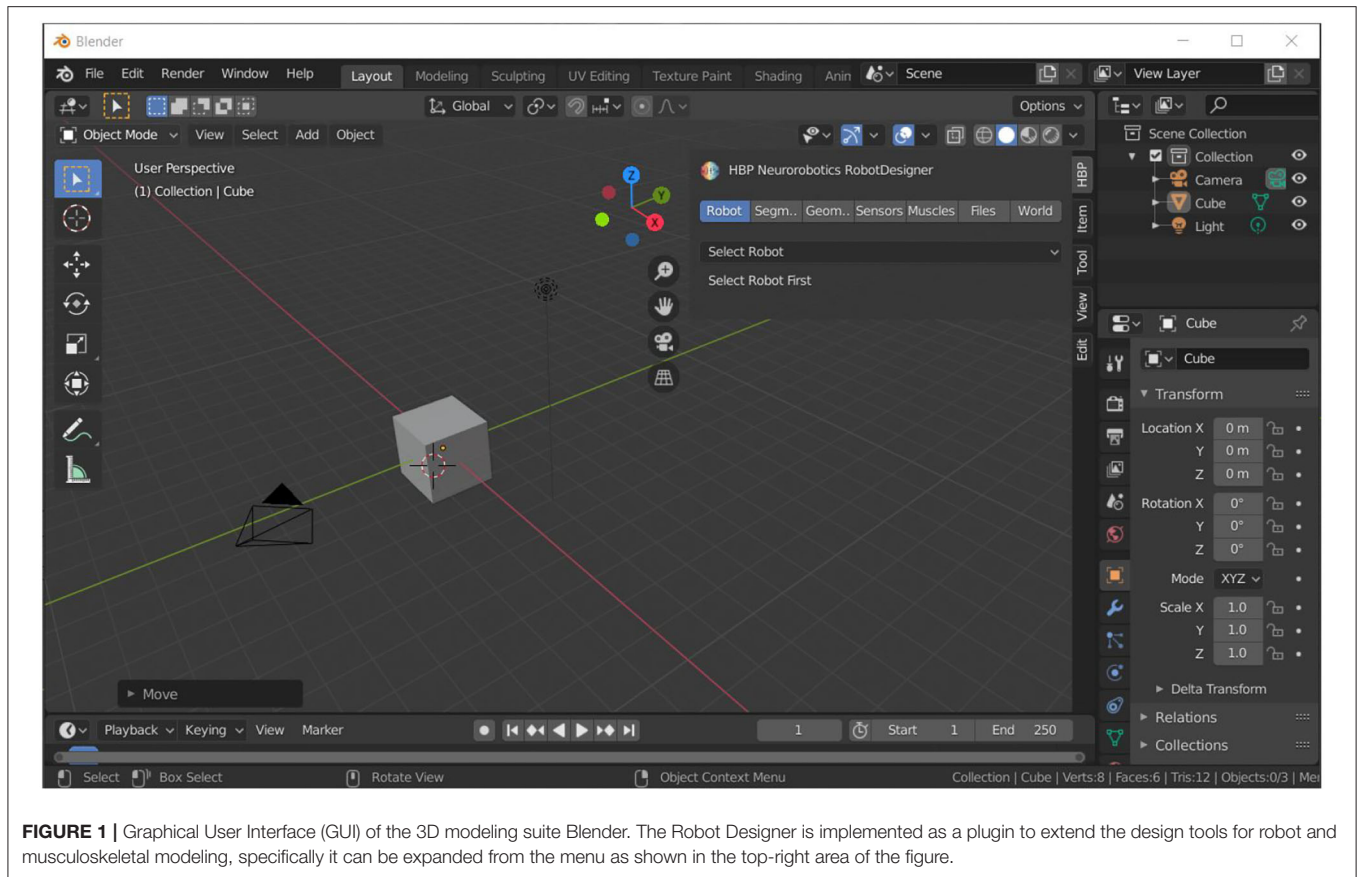 Blender
File Edit Render Window Help Layout Modeling Sculpting UV Editing Texture Paint Shading Anin Scene View Layer
Global Options
Object Mode View Select Add Object
User Perspective
(1) Collection | Cube
Z
Y
X
HBP Neurorobotics RobotDesigner
Robot Segm.. Geom.. Sensors Muscles Files World
Select Robot
Select Robot First
HBP
Item
Tool
View
Edit
Scene Collection
Collection
Camera
Cube
Light
Cube
Cube
Transform
Location X 0 m
Y 0 m
Z 0 m
Rotation X 0°
Y 0°
Z 0°
Mode XYZ
Scale X 1.0
Y 1.0
Z 1.0
Delta Transform
Relations
Collections
Move
Playback Keying View Marker 1 Start 1 End 250
Select Box Select Rotate View Object Context Menu Collection | Cube | Verts:8 | Faces:6 | Tris:12 | Objects:0/3 | Me
FIGURE 1 | Graphical User Interface (GUI) of the 3D modeling suite Blender. The Robot Designer is implemented as a plugin to extend the design tools for robot and
musculoskeletal modeling, specifically it can be expanded from the menu as shown in the top-right area of the figure.